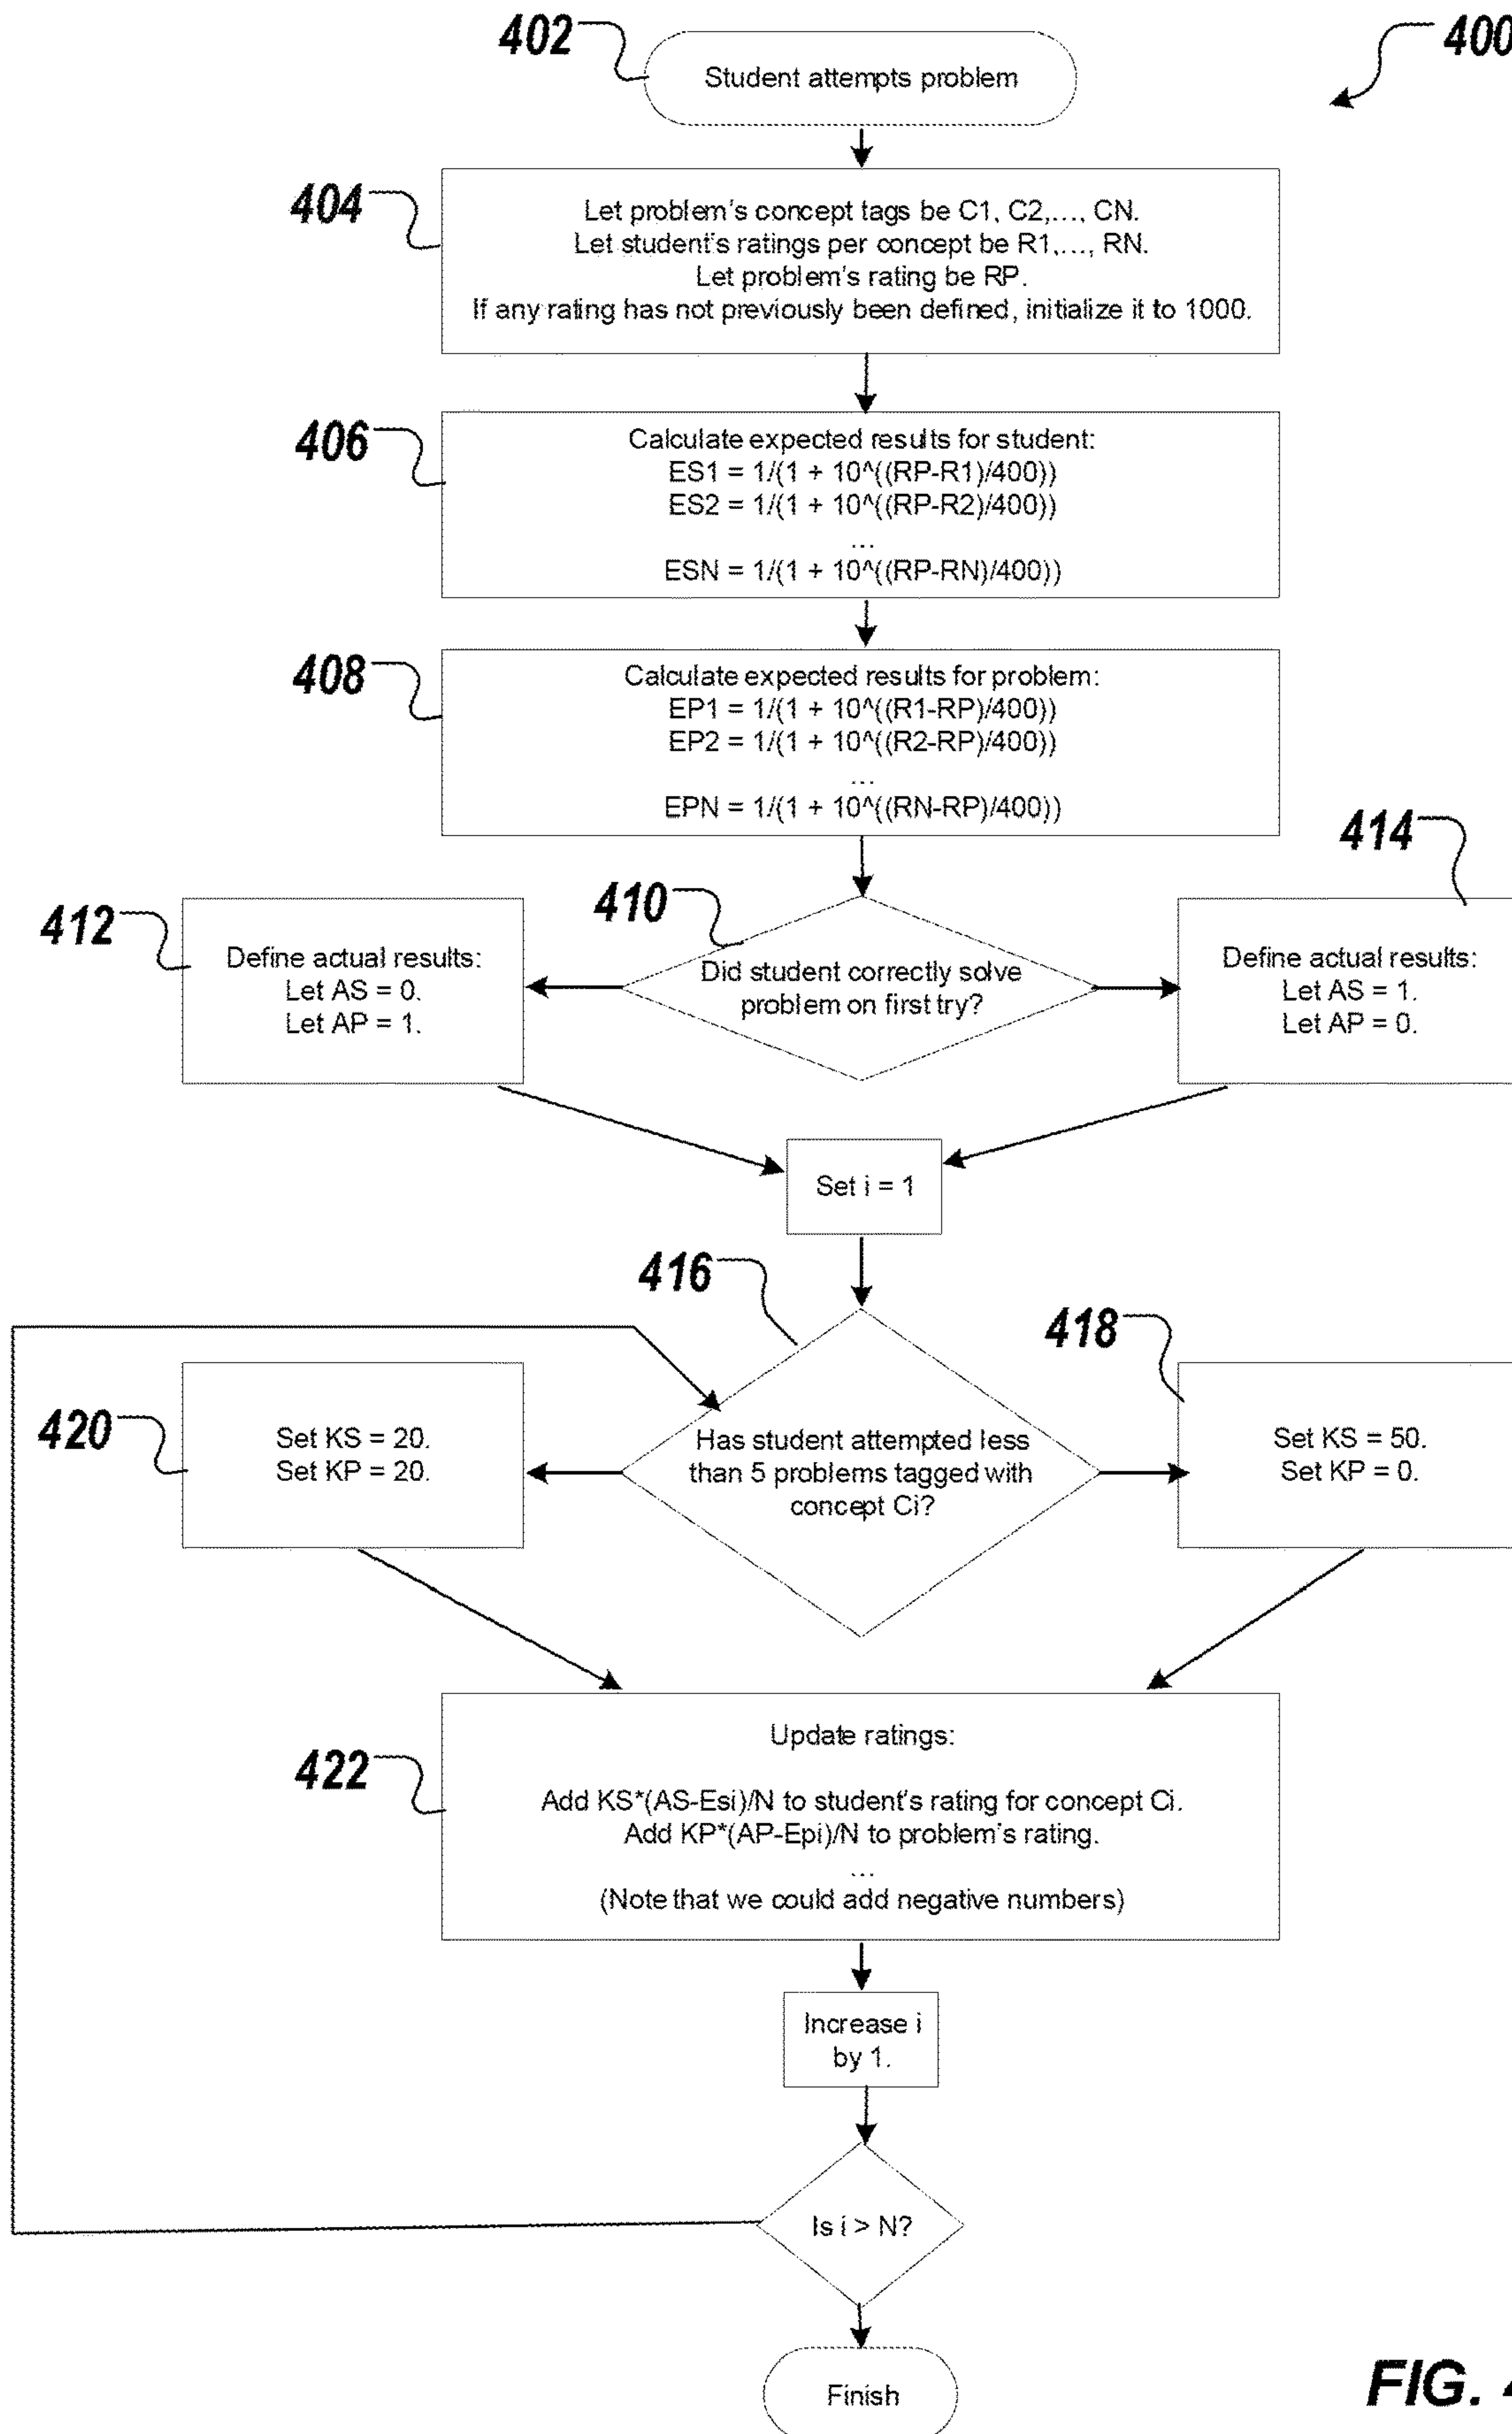 402
400
Student attempts problem
404
Let problem's concept tags be C1, C2,..., CN.
Let student's ratings per concept be R1,..., RN.
Let problem's rating be RP.
If any rating has not previously been defined, initialize it to 1000.
406
Calculate expected results for student:
ES1 = 1/(1 + 10^((RP-R1)/400))
ES2 = 1/(1 + 10^((RP-R2)/400))
...
ESN = 1/(1 + 10^((RP-RN)/400))
408
Calculate expected results for problem:
EP1 = 1/(1 + 10^((R1-RP)/400))
EP2 = 1/(1 + 10^((R2-RP)/400))
...
EPN = 1/(1 + 10^((RN-RP)/400))
414
410
412
Define actual results:
Let AS = 0.
Let AP = 1.
Did student correctly solve
problem on first try?
Define actual results:
Let AS = 1.
Let AP = 0.
Set i = 1
416
418
420
Set KS = 20.
Set KP = 20.
Has student attempted less
than 5 problems tagged with
concept Ci?
Set KS = 50.
Set KP = 0.
422
Update ratings:
Add KS*(AS-Esi)/N to student's rating for concept Ci.
Add KP*(AP-Epi)/N to problem's rating.
...
(Note that we could add negative numbers)
Increase i
by 1.
Is i > N?
Finish
FIG.